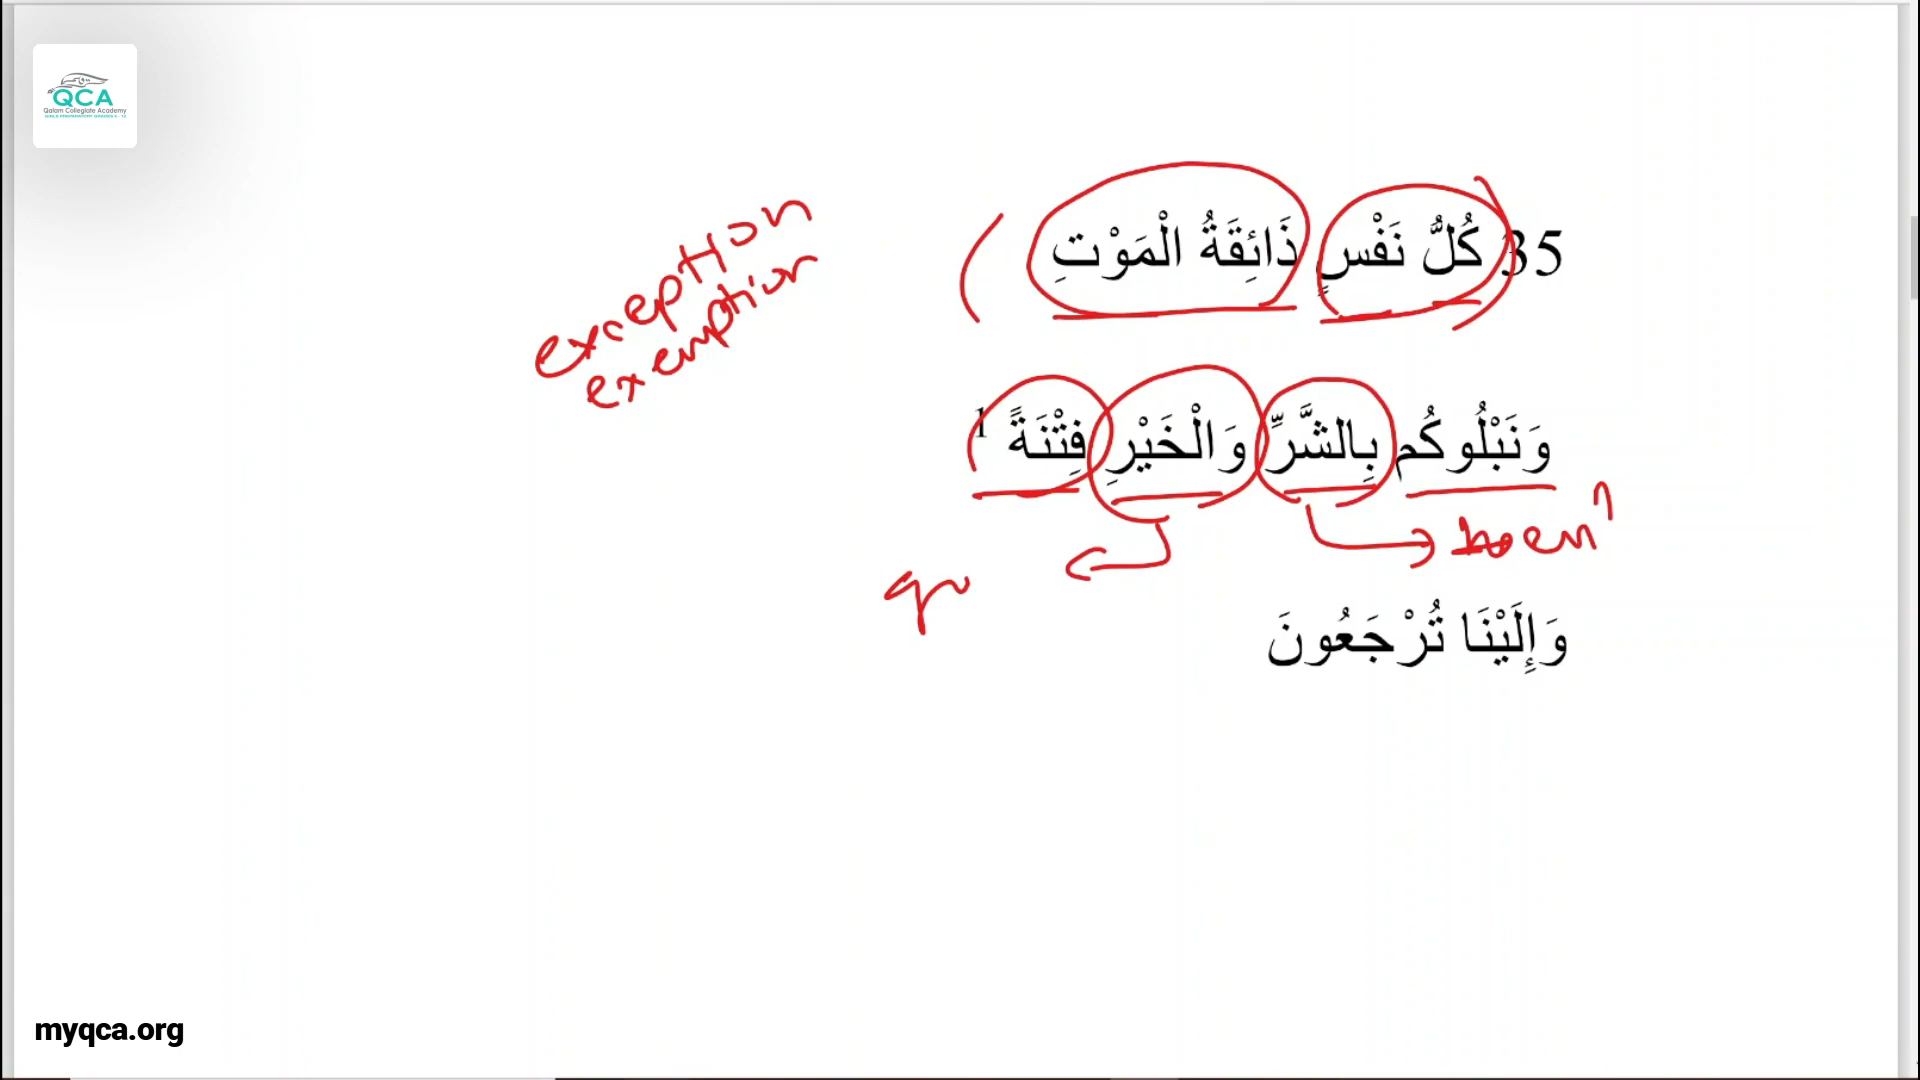 QCA
Qalam Collegiate Academy
exception
exemption
35 كُلُّ نَفْسٍ ذَائِقَةُ الْمَوْتِ
وَنَبْلُوكُم بِالشَّرِّ وَالْخَيْرِ فِتْنَةً 1
وَإِلَيْنَا تُرْجَعُونَ
myqca.org